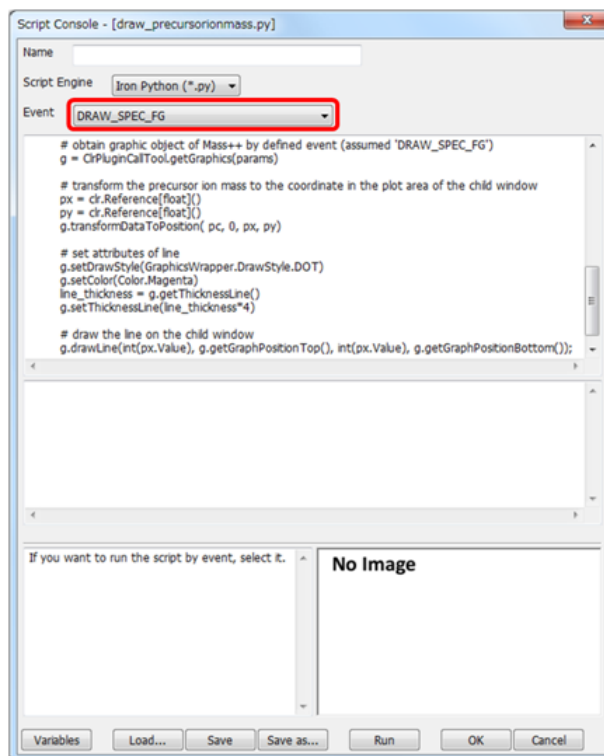 Script Console - [draw_precursorionmass.py]
Name
Script Engine Iron Python (*.py)
Event DRAW_SPEC_FG
# obtain graphic object of Mass++ by defined event (assumed 'DRAW_SPEC_FG')
g = ClrPluginCallTool.getGraphics(params)
# transform the precursor ion mass to the coordinate in the plot area of the child window
px = clr.Reference[float]()
py = clr.Reference[float]()
g.transformDataToPosition( pc, 0, px, py)
# set attributes of line
g.setDrawStyle(GraphicsWrapper.DrawStyle.DOT)
g.setColor(Color.Magenta)
line_thickness = g.getThicknessLine()
g.setThicknessLine(line_thickness*4)
# draw the line on the child window
g.drawLine(int(px.Value), g.getGraphPositionTop(), int(px.Value), g.getGraphPositionBottom());
If you want to run the script by event, select it.
No Image
Variables Load... Save Save as... Run OK Cancel